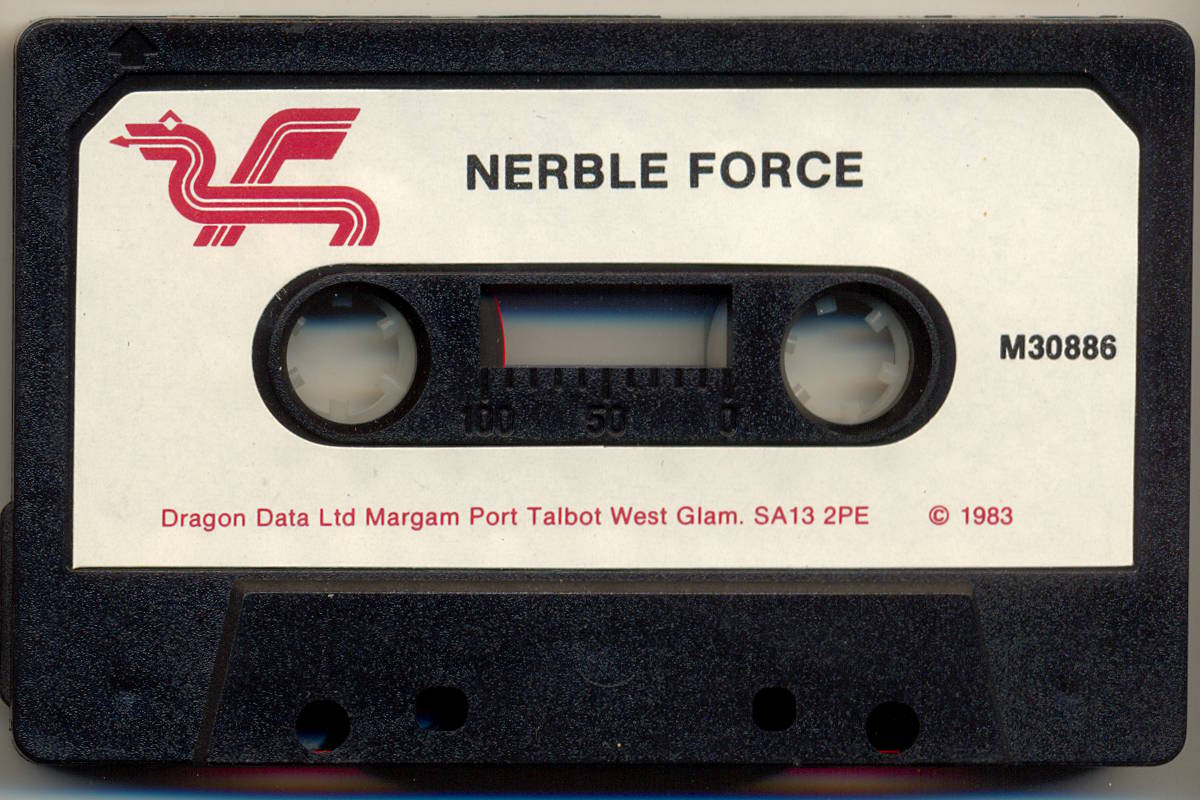 NERBLE FORCE
M30886
100 50 0
Dragon Data Ltd Margam Port Talbot West Glam. SA13 2PE © 1983